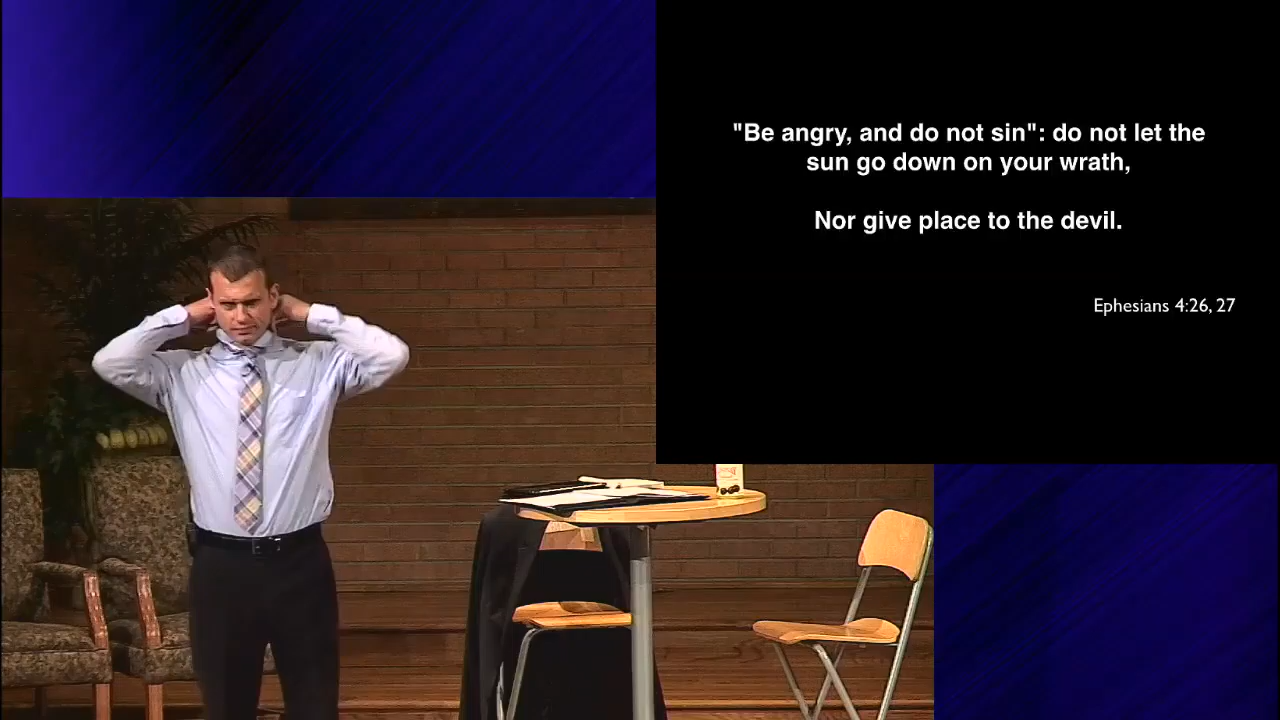 "Be angry, and do not sin": do not let the
sun go down on your wrath,
Nor give place to the devil.
Ephesians 4:26, 27